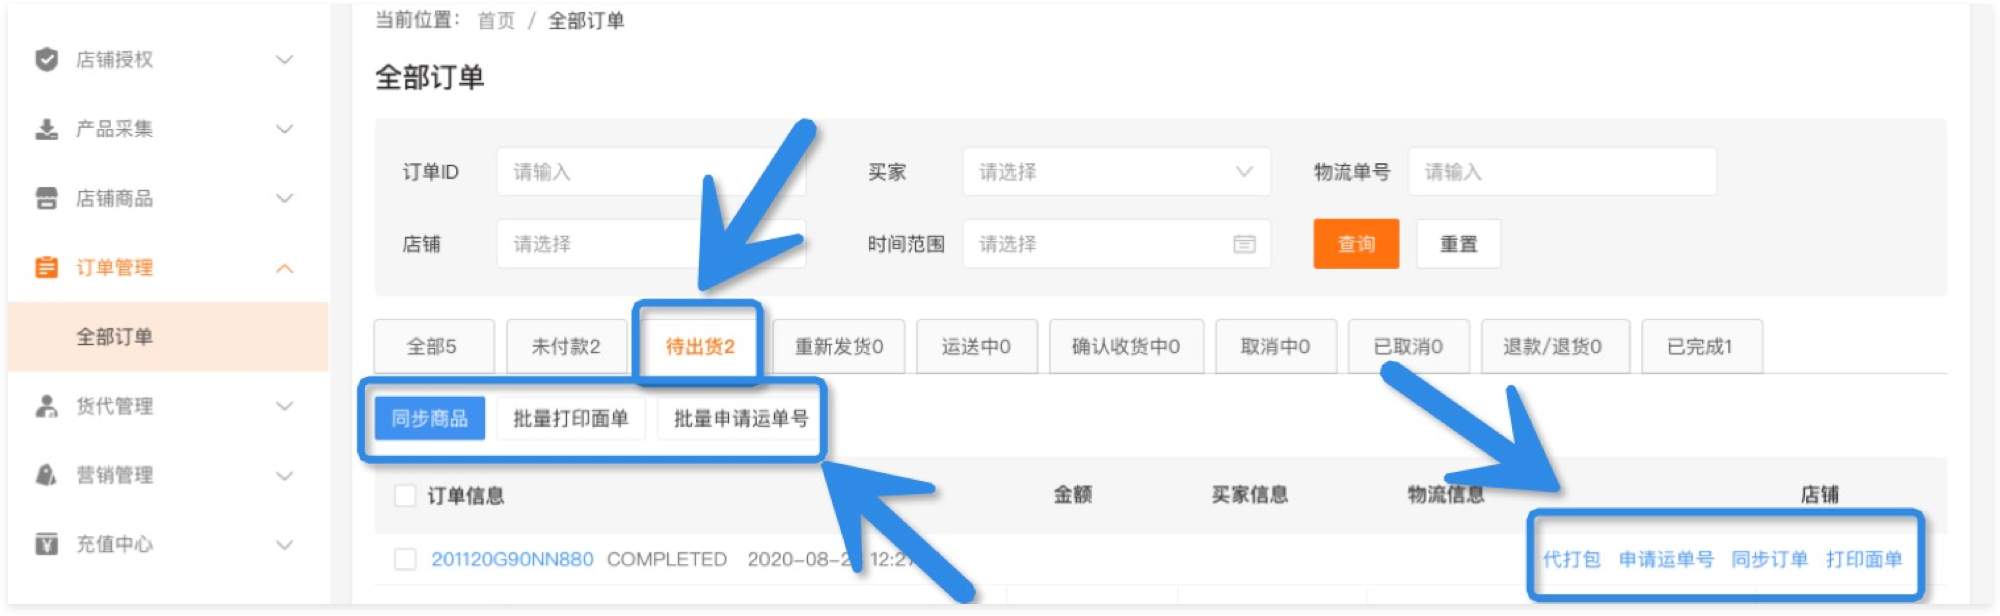 当前位置： 首页 / 全部订单
店铺授权
产品采集
店铺商品
订单管理
全部订单
货代管理
营销管理
充值中心
全部订单
订单ID 请输入 买家 请选择 物流单号 请输入
店铺 请选择 时间范围 请选择 查询 重置
全部5 未付款2 待出货2 重新发货0 运送中0 确认收货中0 取消中0 已取消0 退款/退货0 已完成1
同步商品 批量打印面单 批量申请运单号
订单信息 金额 买家信息 物流信息 店铺
201120G90NN880 COMPLETED 2020-08-2 12:2 代打包 申请运单号 同步订单 打印面单